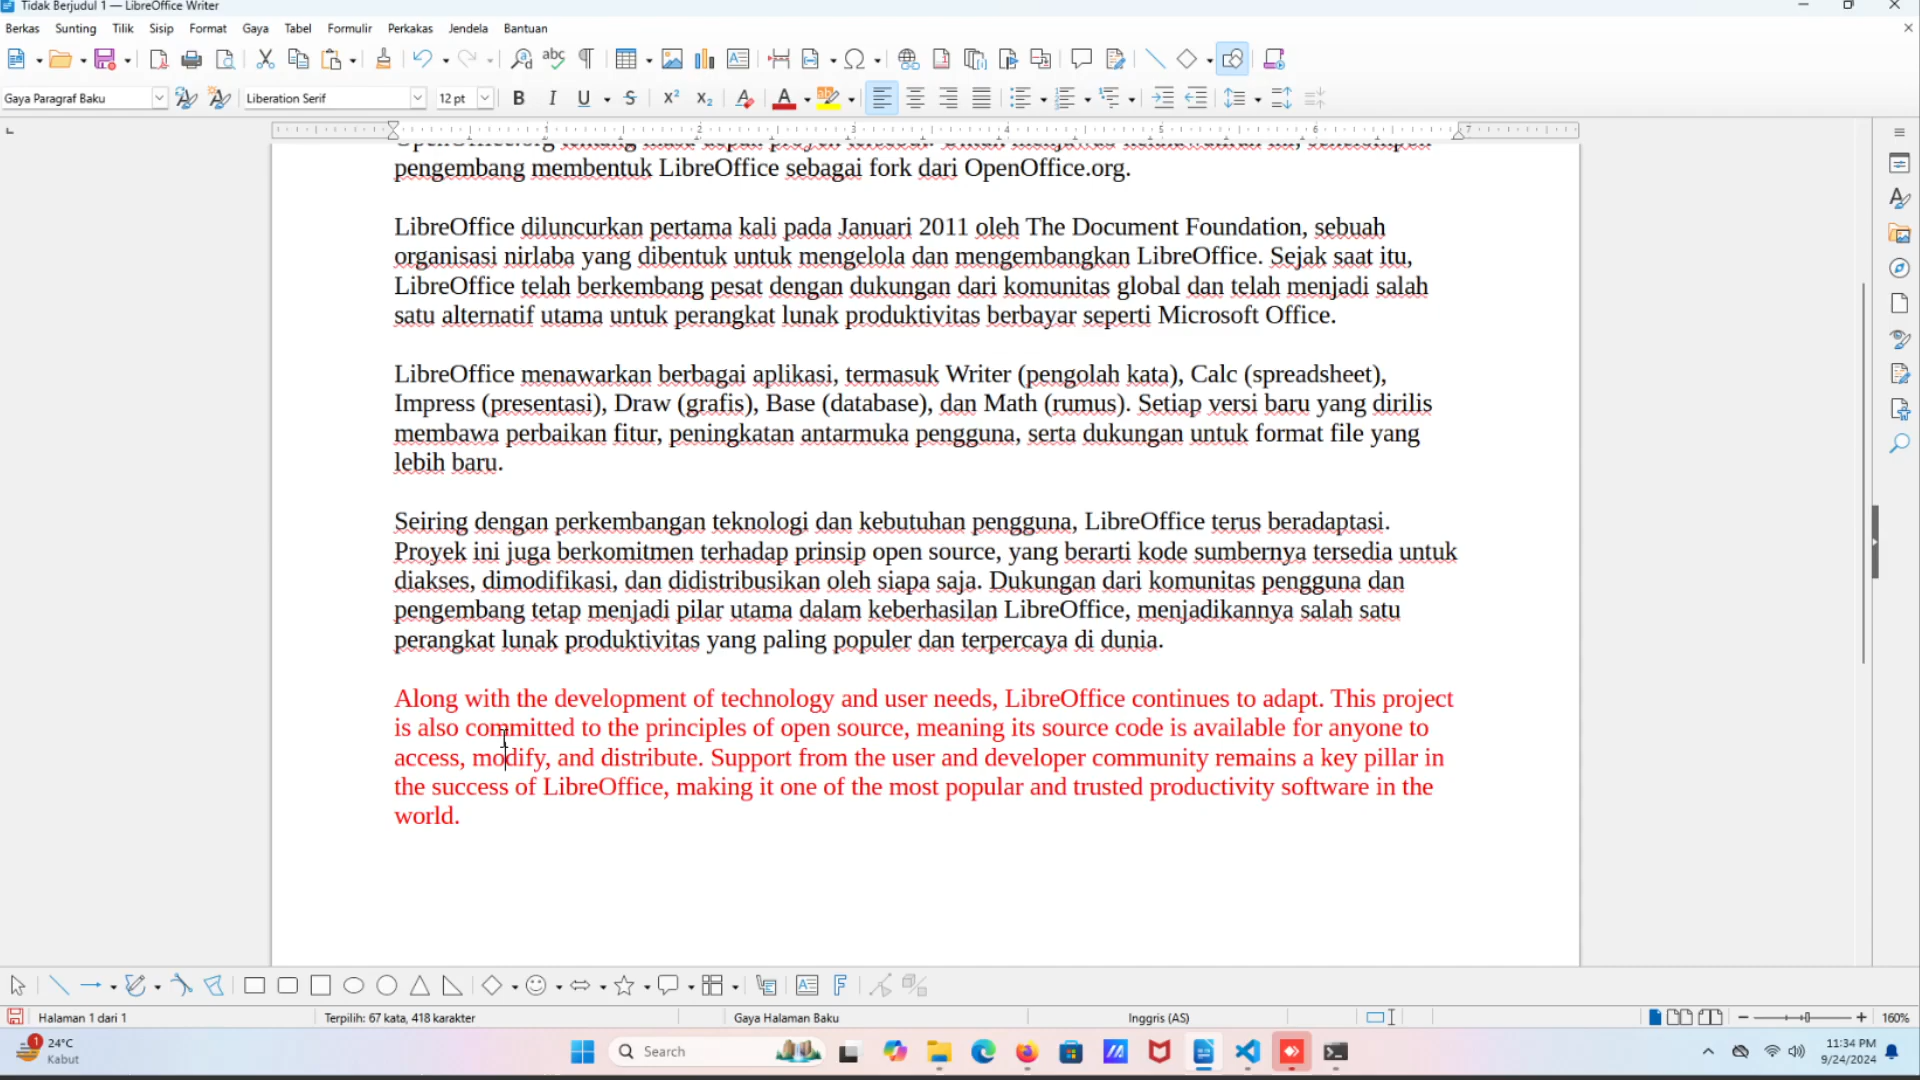 Tidak Berjudul 1 — LibreOffice Writer
Berkas Sunting Tilik Sisip Format Gaya Tabel Formulir Perkakas Jendela Bantuan
Gaya Paragraf Baku Liberation Serif 12 pt
1 2 3 4 5 6 7
pengembang membentuk LibreOffice sebagai fork dari OpenOffice.org.
LibreOffice diluncurkan pertama kali pada Januari 2011 oleh The Document Foundation, sebuah
organisasi nirlaba yang dibentuk untuk mengelola dan mengembangkan LibreOffice. Sejak saat itu,
LibreOffice telah berkembang pesat dengan dukungan dari komunitas global dan telah menjadi salah
satu alternatif utama untuk perangkat lunak produktivitas berbayar seperti Microsoft Office.
LibreOffice menawarkan berbagai aplikasi, termasuk Writer (pengolah kata), Calc (spreadsheet),
Impress (presentasi), Draw (grafis), Base (database), dan Math (rumus). Setiap versi baru yang dirilis
membawa perbaikan fitur, peningkatan antarmuka pengguna, serta dukungan untuk format file yang
lebih baru.
Seiring dengan perkembangan teknologi dan kebutuhan pengguna, LibreOffice terus beradaptasi.
Proyek ini juga berkomitmen terhadap prinsip open source, yang berarti kode sumbernya tersedia untuk
diakses, dimodifikasi, dan didistribusikan oleh siapa saja. Dukungan dari komunitas pengguna dan
pengembang tetap menjadi pilar utama dalam keberhasilan LibreOffice, menjadikannya salah satu
perangkat lunak produktivitas yang paling populer dan terpercaya di dunia.
Along with the development of technology and user needs, LibreOffice continues to adapt. This project
is also committed to the principles of open source, meaning its source code is available for anyone to
access, modify, and distribute. Support from the user and developer community remains a key pillar in
the success of LibreOffice, making it one of the most popular and trusted productivity software in the
world.
Halaman 1 dari 1 Terpilih: 67 kata, 418 karakter Gaya Halaman Baku Inggris (AS) 160%
1 24°C Search 11:34 PM
Kabut 9/24/2024